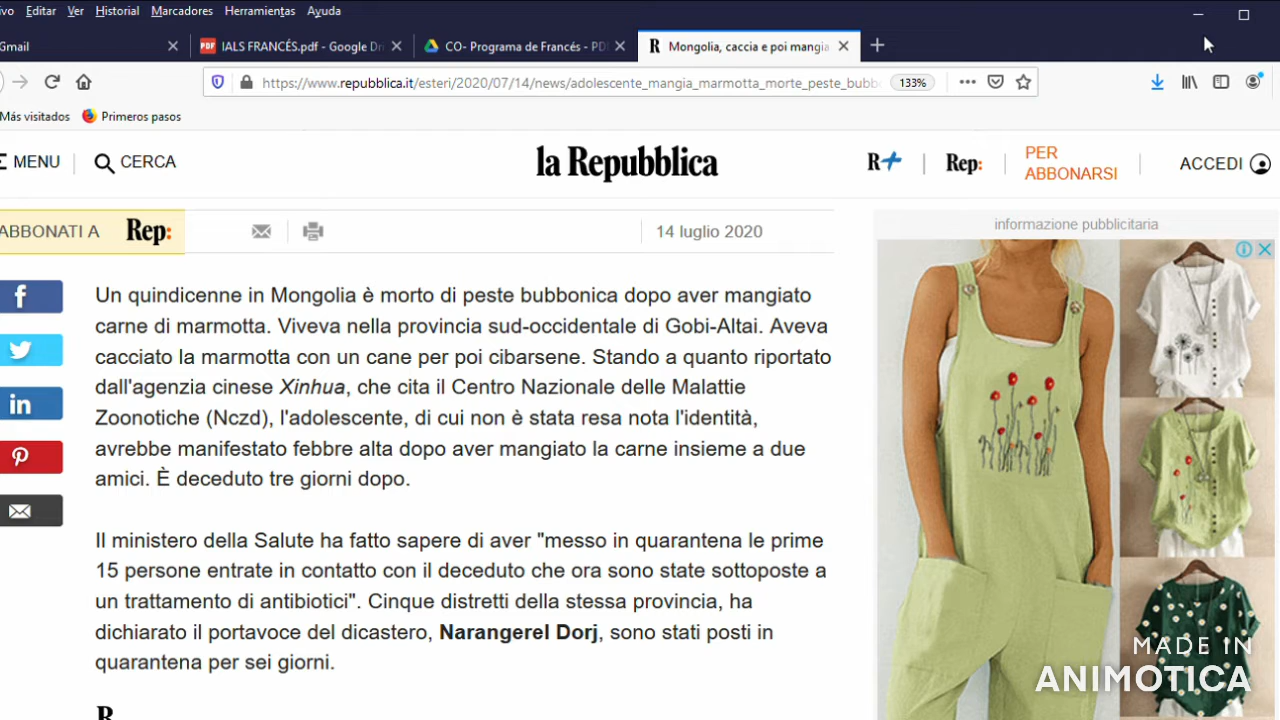 ivo Editar Ver Historial Marcadores Herramientas Ayuda
Gmail
PDF IALS FRANCÉS.pdf - Google Dr
CO- Programa de Francés - PD
R Mongolia, caccia e poi mangia
https://www.repubblica.it/esteri/2020/07/14/news/adolescente_mangia_marmotta_morte_peste_bubb 133%
Más visitados Primeros pasos
MENU CERCA
la Repubblica
R+ Rep: PER ABBONARSI ACCEDI
ABBONATI A Rep:
14 luglio 2020
informazione pubblicitaria
Un quindicenne in Mongolia è morto di peste bubbonica dopo aver mangiato
carne di marmotta. Viveva nella provincia sud-occidentale di Gobi-Altai. Aveva
cacciato la marmotta con un cane per poi cibarsene. Stando a quanto riportato
dall'agenzia cinese Xinhua, che cita il Centro Nazionale delle Malattie
Zoonotiche (Nczd), l'adolescente, di cui non è stata resa nota l'identità,
avrebbe manifestato febbre alta dopo aver mangiato la carne insieme a due
amici. È deceduto tre giorni dopo.
Il ministero della Salute ha fatto sapere di aver "messo in quarantena le prime
15 persone entrate in contatto con il deceduto che ora sono state sottoposte a
un trattamento di antibiotici". Cinque distretti della stessa provincia, ha
dichiarato il portavoce del dicastero, Narangerel Dorj, sono stati posti in
quarantena per sei giorni.
R
MADE IN
ANIMOTICA